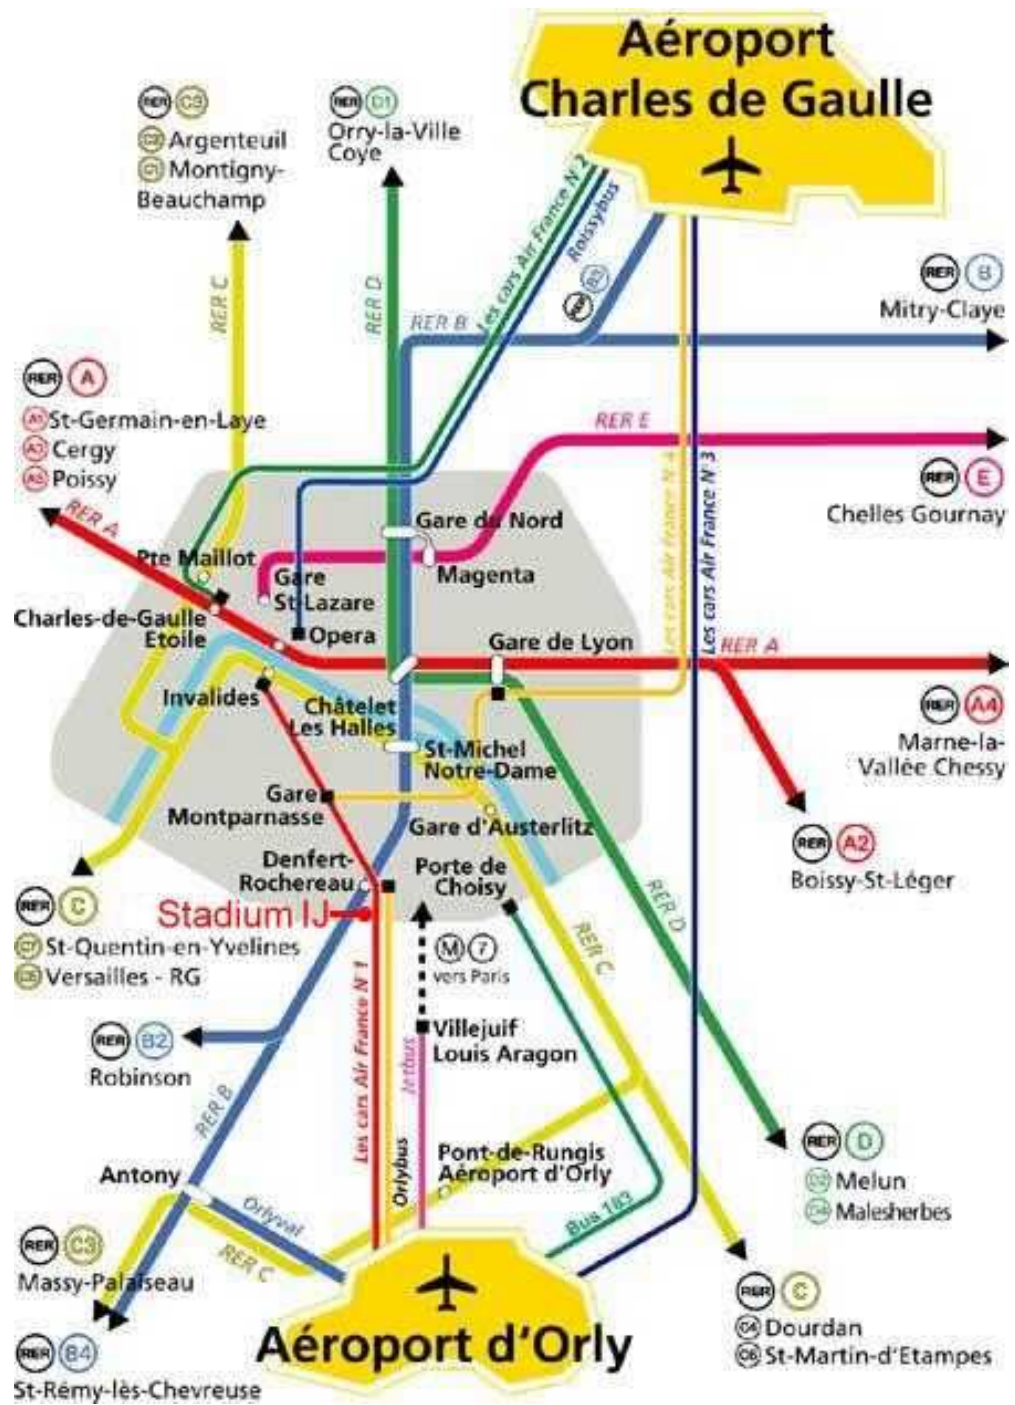 Aéroport
Charles de Gaulle
RER C3
C3 Argenteuil
C1 Montigny-
Beauchamp
RER D1
Orry-la-Ville
Coye
Les cars Air France N°2
Roissybus
RER B3
RER C
RER D
RER B
RER B
Mitry-Claye
RER A
A1 St-Germain-en-Laye
A3 Cergy
A5 Poissy
RER A
RER E
RER E
Chelles Gournay
Les cars Air France N°4
Les cars Air France N°3
Gare du Nord
Magenta
Pte Maillot
Gare
St-Lazare
Charles-de-Gaulle
Etoile
Opera
Gare de Lyon
RER A
Invalides
Châtelet
Les Halles
RER A4
Marne-la-
Vallée Chessy
St-Michel
Notre-Dame
Gare
Montparnasse
Gare d'Austerlitz
RER A2
Boissy-St-Léger
Denfert-
Rochereau
Porte de
Choisy
RER C
C7 St-Quentin-en-Yvelines
Versailles - RG
Stadium IJ
M 7
vers Paris
RER D
RER C
Les cars Air France N°1
Villejuif
Louis Aragon
Jetbus
RER B2
Robinson
RER B
Orlybus
Pont-de-Rungis
Aéroport d'Orly
Antony
Orlyval
RER C
Bus 183
RER D
D2 Melun
D4 Malesherbes
RER C3
Massy-Palaiseau
RER B4
St-Rémy-lès-Chevreuse
Aéroport d'Orly
RER C
C4 Dourdan
C6 St-Martin-d'Etampes